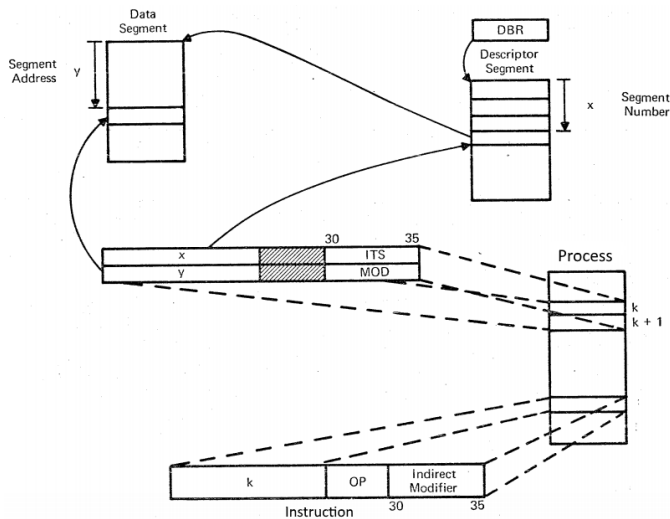 Data
Segment
DBR
Segment
Address
y
Descriptor
Segment
x
Segment
Number
30
35
x
ITS
y
MOD
Process
k
k + 1
k
OP
Indirect
Modifier
30
35
Instruction